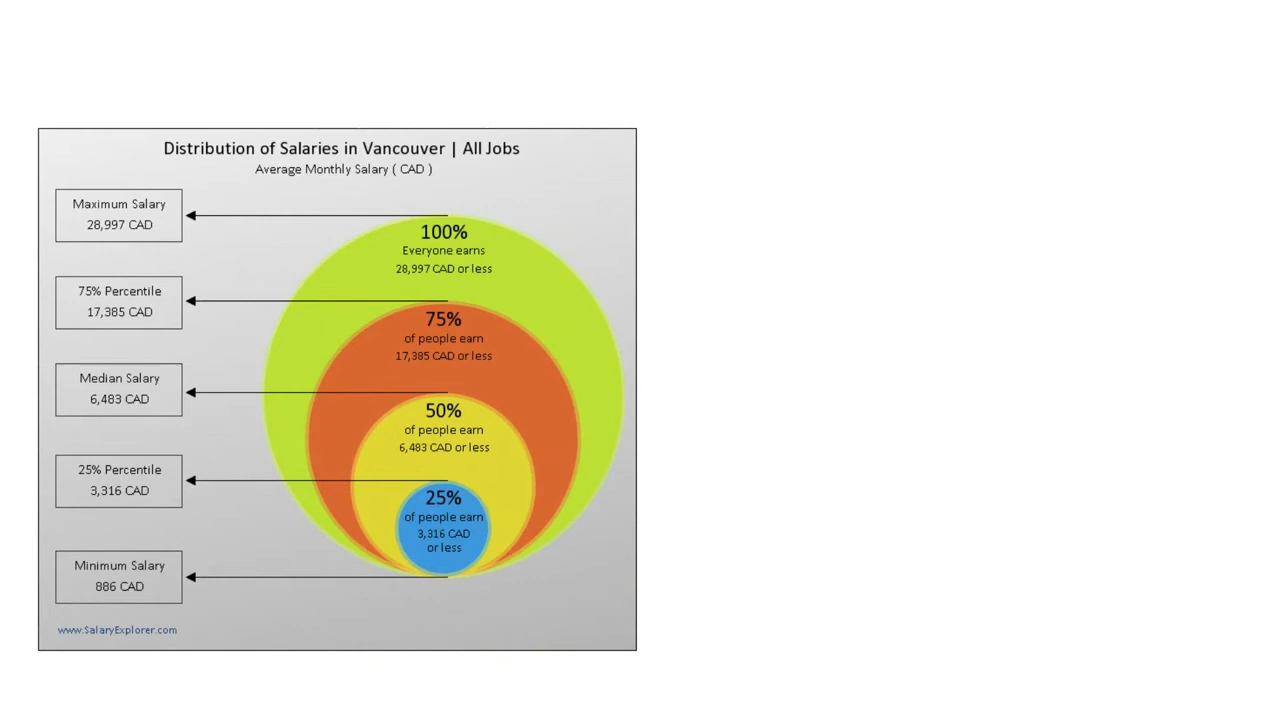 Distribution of Salaries in Vancouver | All Jobs
Average Monthly Salary ( CAD )
Maximum Salary
28,997 CAD
100%
Everyone earns
28,997 CAD or less
75% Percentile
17,385 CAD
75%
of people earn
17,385 CAD or less
Median Salary
6,483 CAD
50%
of people earn
6,483 CAD or less
25% Percentile
3,316 CAD
25%
of people earn
3,316 CAD
or less
Minimum Salary
886 CAD
www.SalaryExplorer.com